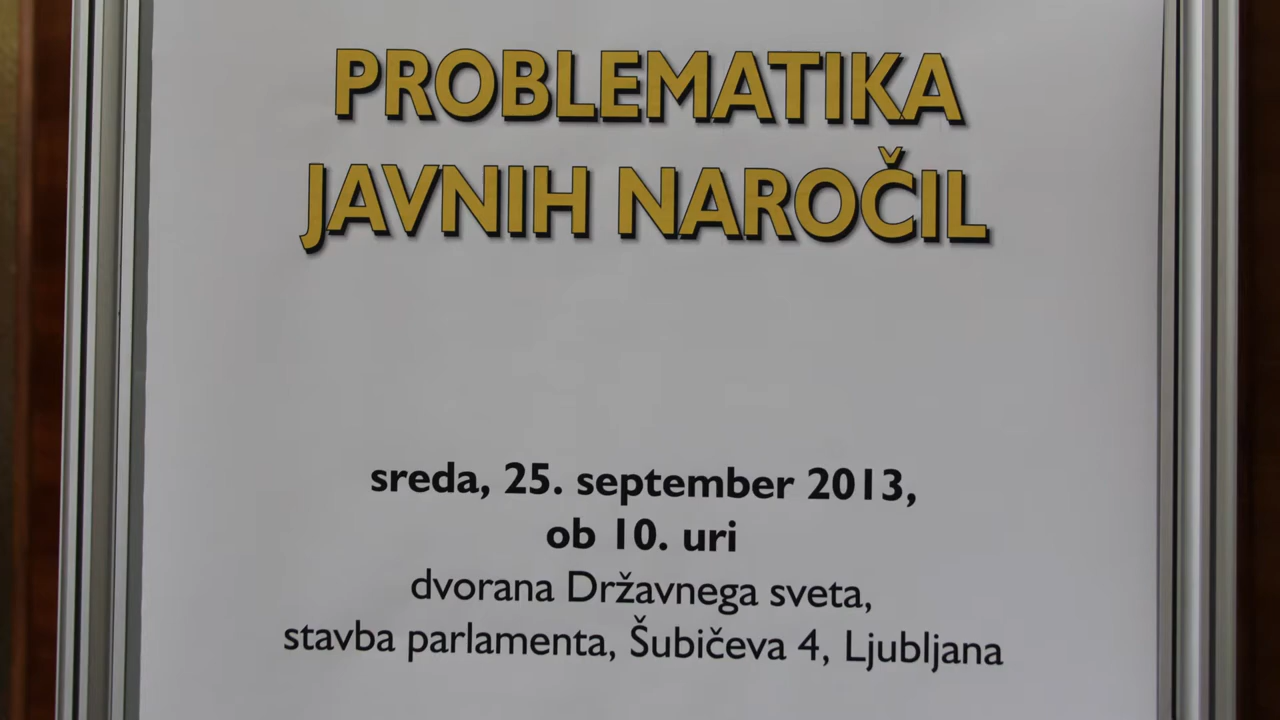 PROBLEMATIKA
JAVNIH NAROČIL
sreda, 25. september 2013,
ob 10. uri
dvorana Državnega sveta,
stavba parlamenta, Šubičeva 4, Ljubljana